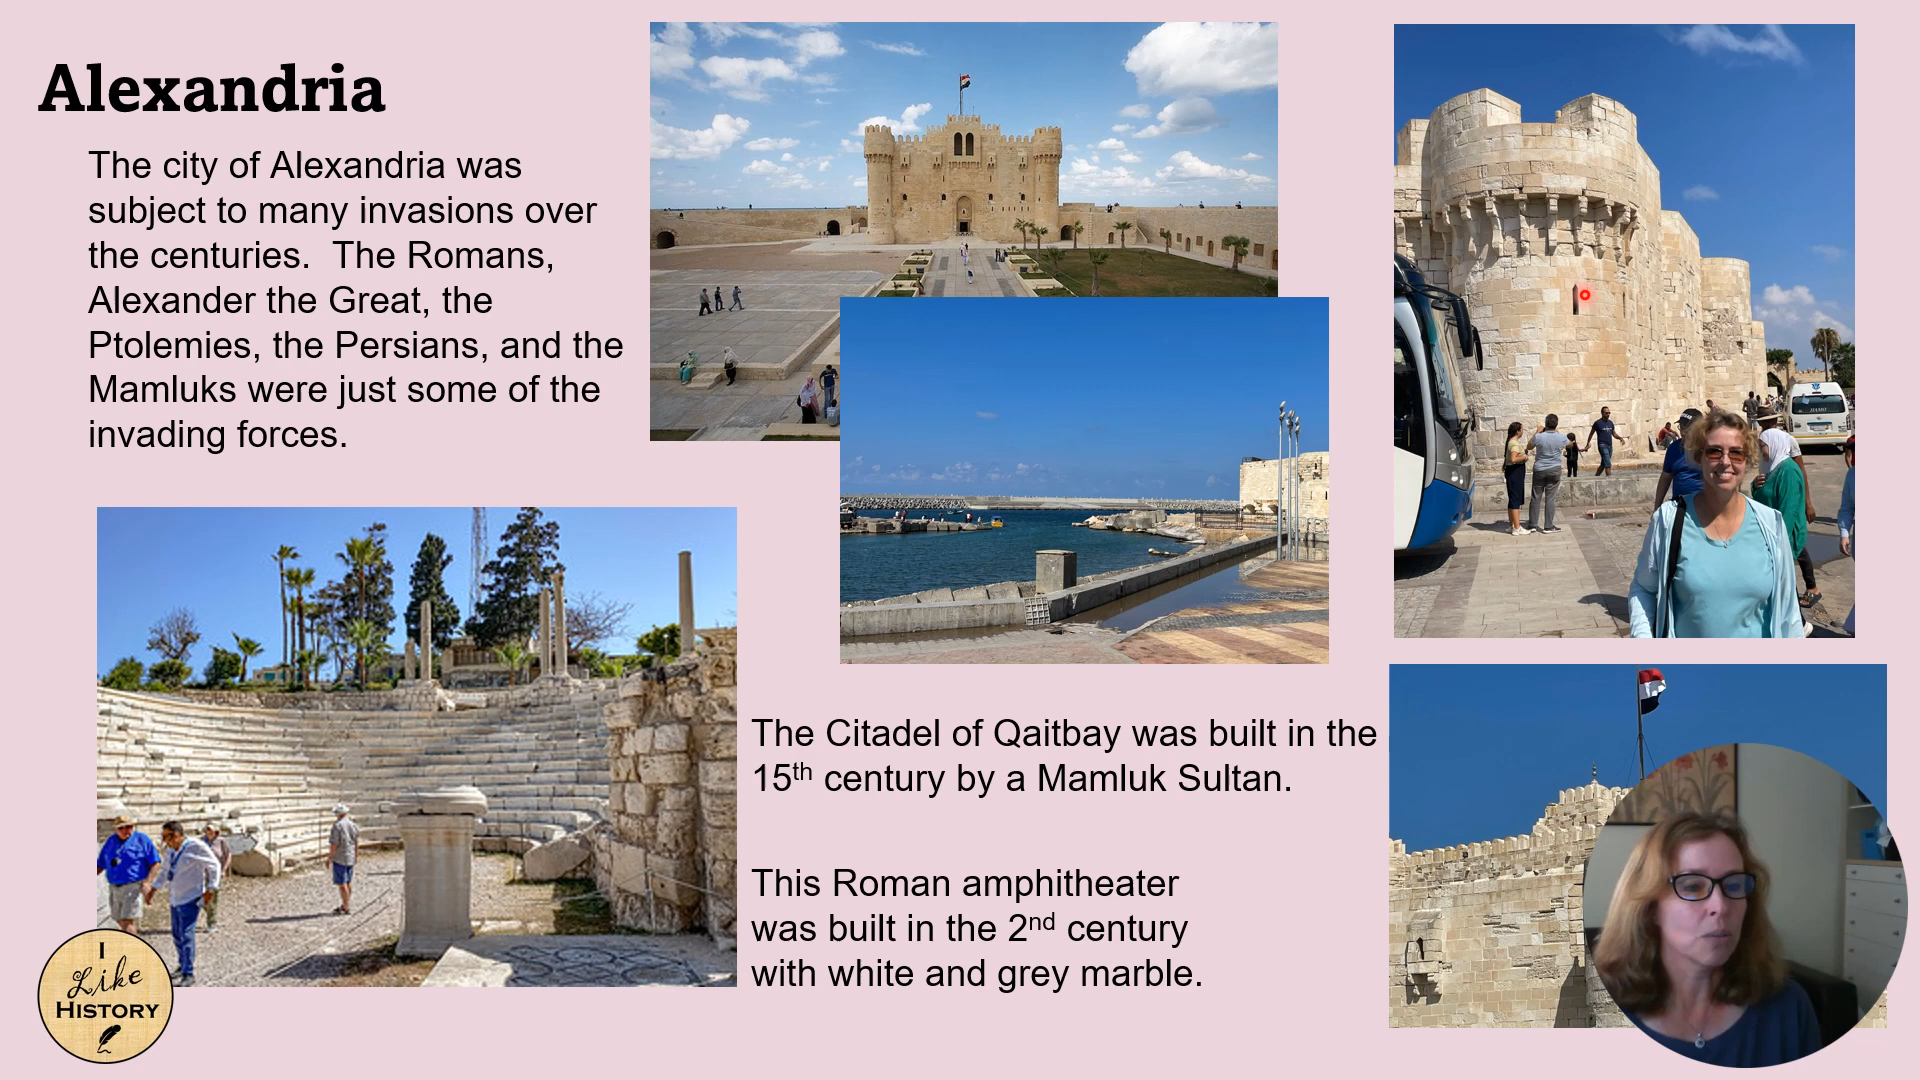 Alexandria
The city of Alexandria was
subject to many invasions over
the centuries.  The Romans,
Alexander the Great, the
Ptolemies, the Persians, and the
Mamluks were just some of the
invading forces.
The Citadel of Qaitbay was built in the
15th century by a Mamluk Sultan.
This Roman amphitheater
was built in the 2nd century
with white and grey marble.
I
Like
HISTORY